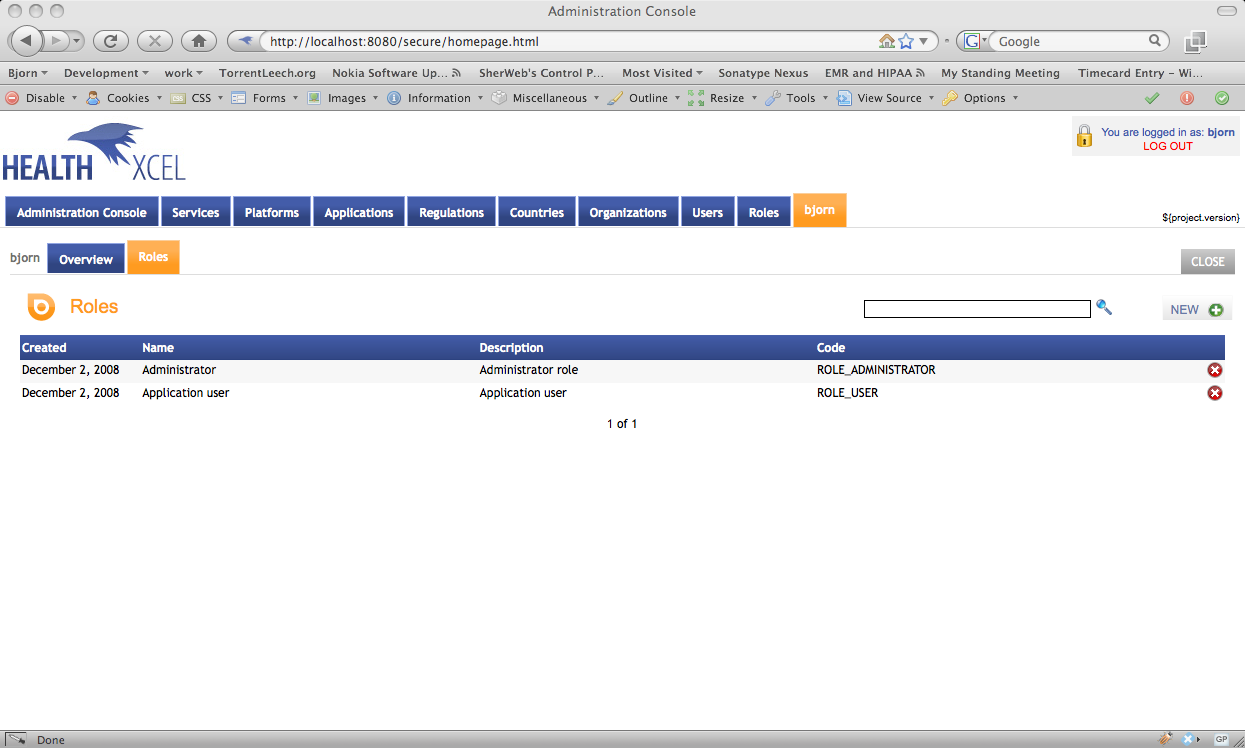 Administration Console
http://localhost:8080/secure/homepage.html
G Google
Bjorn Development work TorrentLeech.org Nokia Software Up... SherWeb's Control P... Most Visited Sonatype Nexus EMR and HIPAA My Standing Meeting Timecard Entry – Wi...
Disable Cookies CSS CSS Forms Images Information Miscellaneous Outline Resize Tools View Source Options
HEALTH XCEL
You are logged in as: bjorn
LOG OUT
Administration Console Services Platforms Applications Regulations Countries Organizations Users Roles bjorn
${project.version}
bjorn Overview Roles CLOSE
Roles NEW
Created Name Description Code
December 2, 2008 Administrator Administrator role ROLE_ADMINISTRATOR
December 2, 2008 Application user Application user ROLE_USER
1 of 1
Done GP